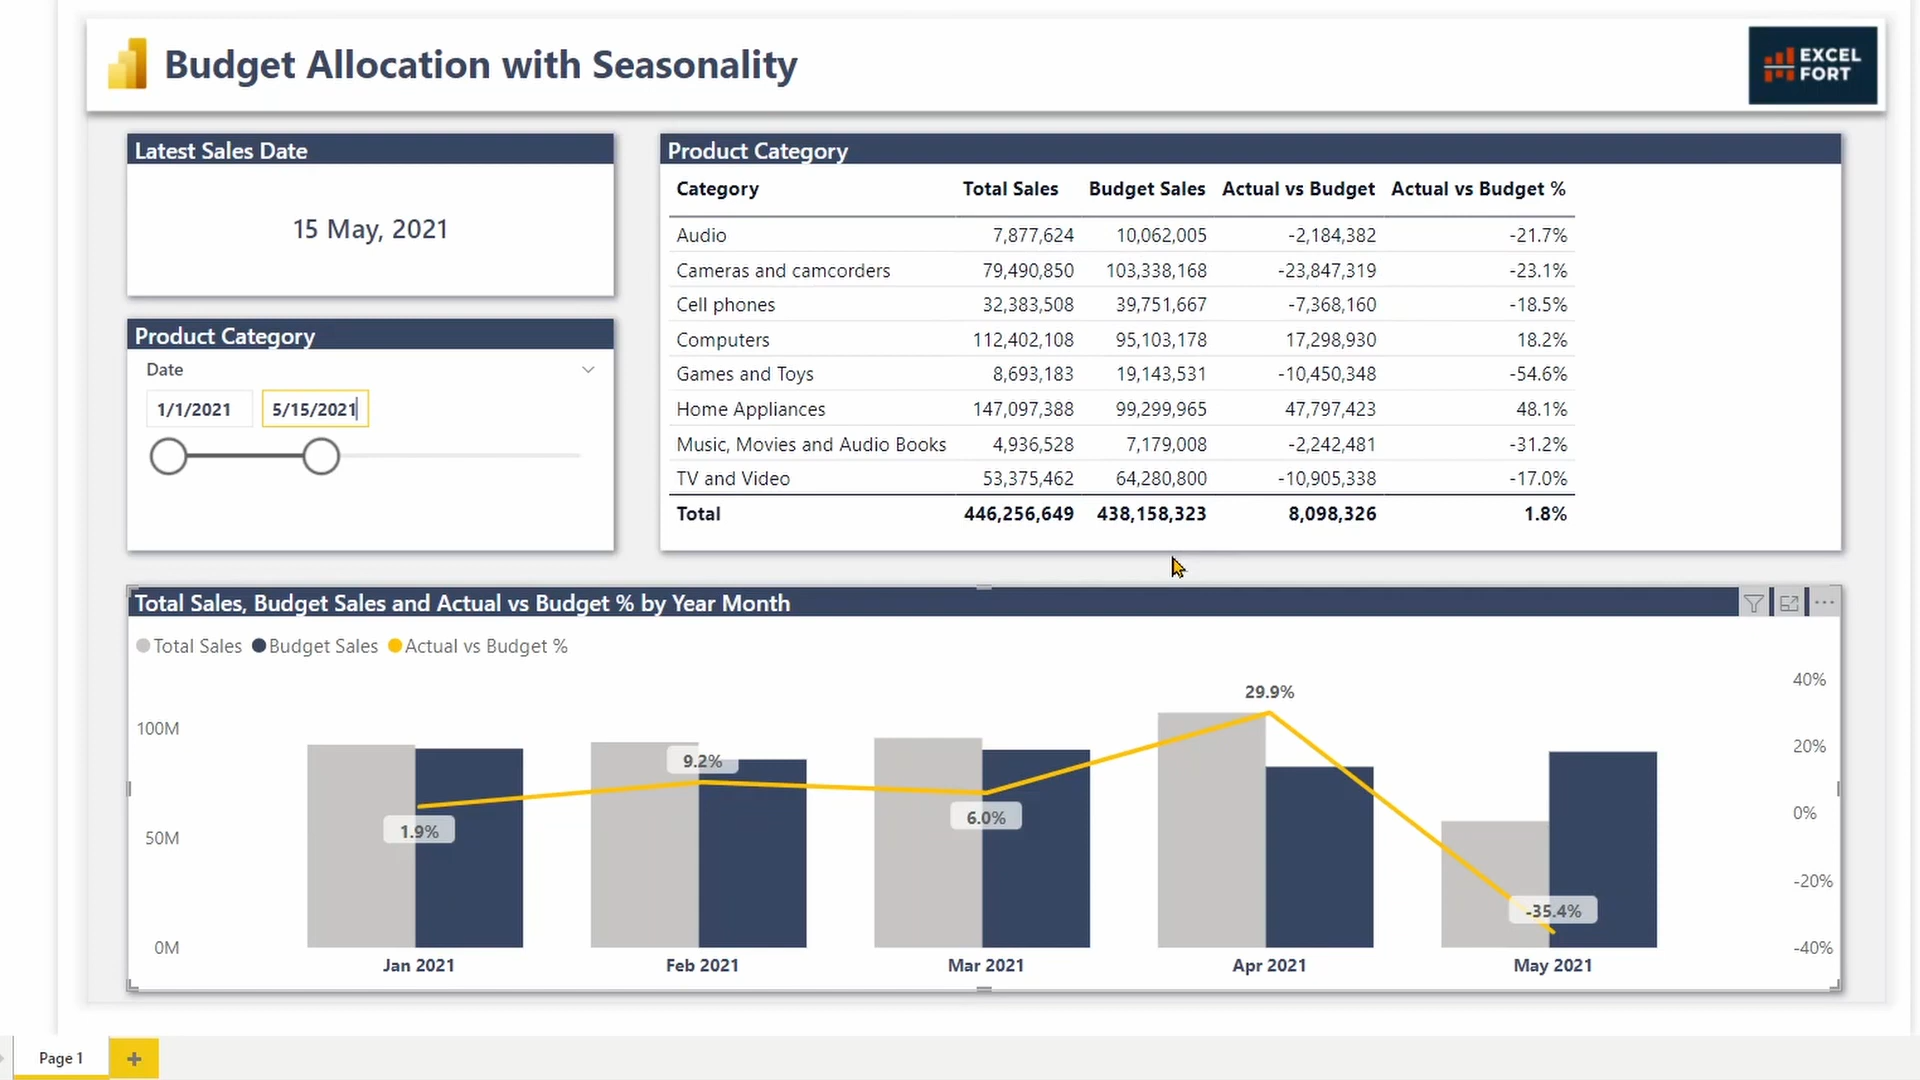 Budget Allocation with Seasonality
EXCEL
FORT
Latest Sales Date
15 May, 2021
Product Category
Date
1/1/2021 5/15/2021
Product Category
Category Total Sales Budget Sales Actual vs Budget Actual vs Budget %
Audio 7,877,624 10,062,005 -2,184,382 -21.7%
Cameras and camcorders 79,490,850 103,338,168 -23,847,319 -23.1%
Cell phones 32,383,508 39,751,667 -7,368,160 -18.5%
Computers 112,402,108 95,103,178 17,298,930 18.2%
Games and Toys 8,693,183 19,143,531 -10,450,348 -54.6%
Home Appliances 147,097,388 99,299,965 47,797,423 48.1%
Music, Movies and Audio Books 4,936,528 7,179,008 -2,242,481 -31.2%
TV and Video 53,375,462 64,280,800 -10,905,338 -17.0%
Total 446,256,649 438,158,323 8,098,326 1.8%
Total Sales, Budget Sales and Actual vs Budget % by Year Month
Total Sales Budget Sales Actual vs Budget %
100M
50M
0M
1.9%
9.2%
6.0%
29.9%
-35.4%
40%
20%
0%
-20%
-40%
Jan 2021 Feb 2021 Mar 2021 Apr 2021 May 2021
Page 1